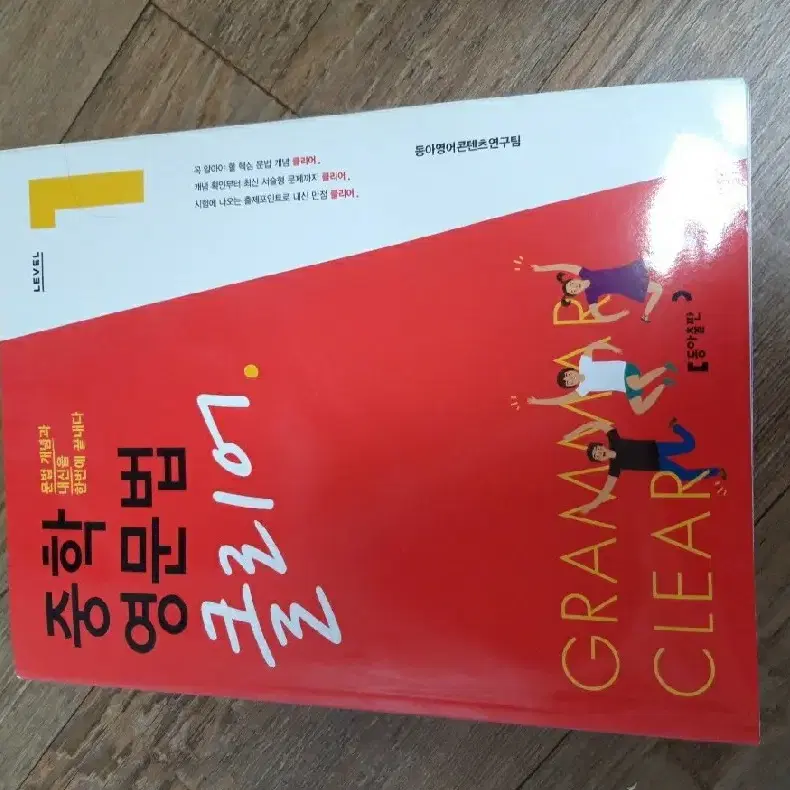 문법 개념과
내신을
한번에 끝내다
중학
영문법
클리어.
LEVEL
1
꼭 알아야 할 핵심 문법 개념 클리어.
개념 확인부터 최신 서술형 문제까지 클리어.
시험에 나오는 출제포인트로 내신 만점 클리어.
동아영어콘텐츠연구팀
GRAMMAR
CLEAR
동아출판